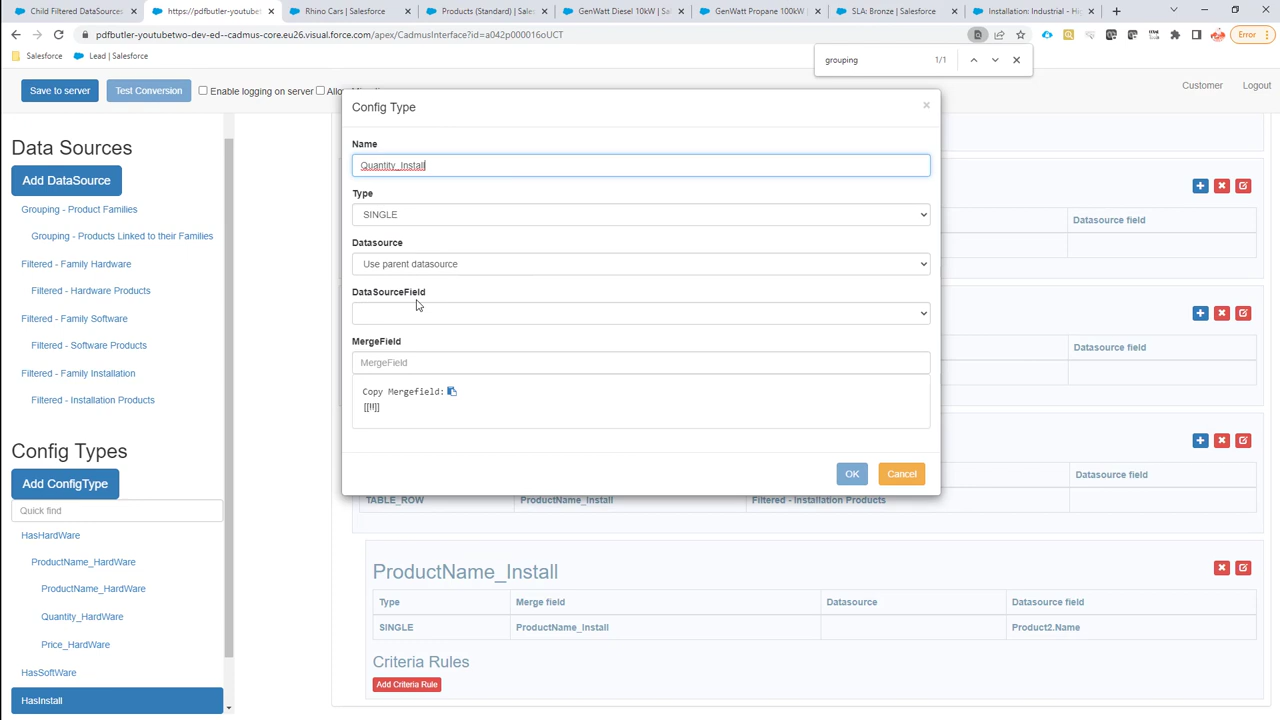 Child Filtered DataSources
https://pdfbutler-youtubet
Rhino Cars | Salesforce
Products (Standard) | Sales
GenWatt Diesel 10kW | Sale
GenWatt Propane 100kW |
SLA: Bronze | Salesforce
Installation: Industrial - Hig
pdfbutler-youtubetwo-dev-ed--cadmus-core.eu26.visual.force.com/apex/CadmusInterface?id=a042p000016oUCT
Error
Salesforce
Lead | Salesforce
grouping
1/1
Save to server
Test Conversion
Enable logging on server
Customer
Logout
Data Sources
Add DataSource
Grouping - Product Families
Grouping - Products Linked to their Families
Filtered - Family Hardware
Filtered - Hardware Products
Filtered - Family Software
Filtered - Software Products
Filtered - Family Installation
Filtered - Installation Products
Config Types
Add ConfigType
Quick find
HasHardWare
ProductName_HardWare
ProductName_HardWare
Quantity_HardWare
Price_HardWare
HasSoftWare
HasInstall
Config Type
×
Name
Quantity_Install
Type
SINGLE
Datasource
Use parent datasource
DataSourceField
MergeField
MergeField
Copy Mergefield:
[[!!]]
OK
Cancel
Datasource field
Datasource field
Datasource field
TABLE_ROW
ProductName_Install
Filtered - Installation Products
ProductName_Install
Type
Merge field
Datasource
Datasource field
SINGLE
ProductName_Install
Product2.Name
Criteria Rules
Add Criteria Rule